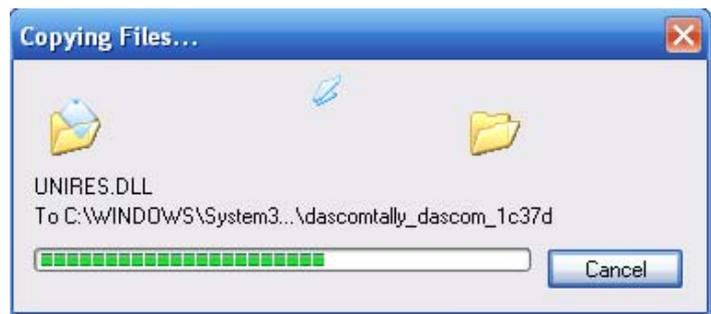 Copying Files...
UNIRES.DLL
To C:\WINDOWS\System3...\dascomtally_dascom_1c37d
Cancel